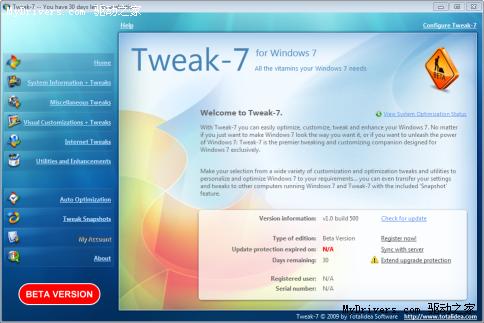 Tweak-7 -- You have 30 days l
www.MyDrivers.com 驱动之家
Help
Configure Tweak-7
Home
System Information + Tweaks
Miscellaneous Tweaks
Visual Customizations + Tweaks
Internet Tweaks
Utilities and Enhancements
Auto Optimization
Tweak Snapshots
My Account
About
BETA VERSION
Tweak-7 for Windows 7
All the vitamins your Windows 7 needs
BETA
Welcome to Tweak-7.
View System Optimization Status
With Tweak-7 you can easily optimize, customize, tweak and enhance your Windows 7. No matter
if you just want to make Windows 7 look the way you want it, or if you want to unleash the power
of Windows 7: Tweak-7 is the premier tweaking and customizing companion designed for
Windows 7 exclusively.
Make your selection from a wide variety of customization and optimization tweaks and utilities to
personalize and optimize Windows 7 to your requirements... you can even transfer your settings
and tweaks to other computers running Windows 7 and Tweak-7 with the included 'Snapshot'
feature.
Version information: v1.0 build 500 Check for update
Type of edition: Beta Version Register now!
Update protection expired on: N/A Sync with server
Days remaining: 30 Extend upgrade protection
Registered user: N/A
Serial number: N/A
MyDrivers.com 驱动之家
Tweak-7 © 2009 by Totalidea Software http://www.totalidea.com